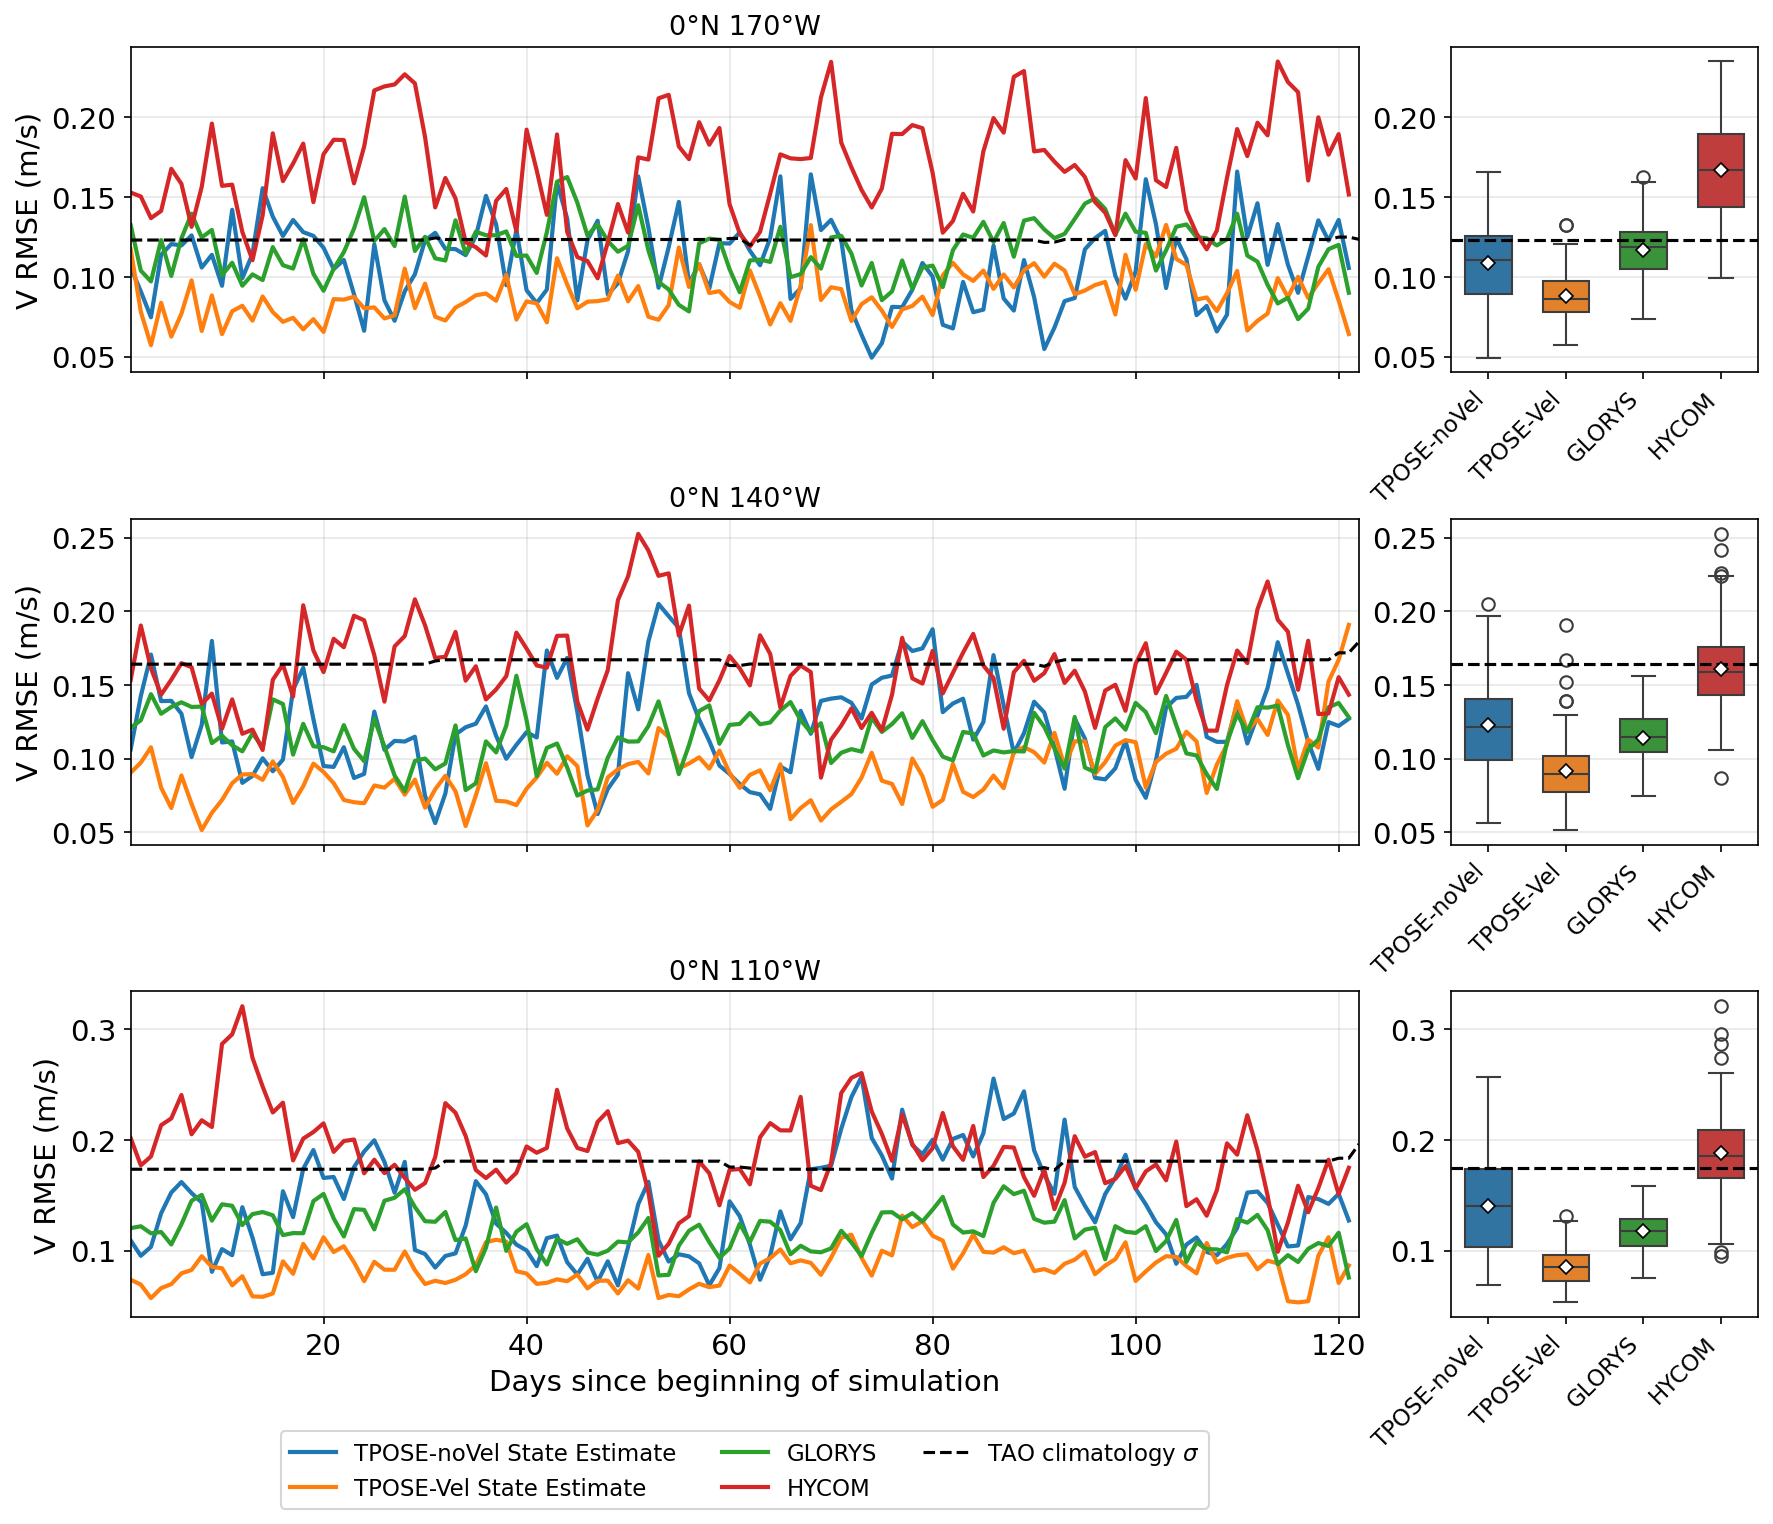 0°N 170°W
V RMSE (m/s)
0.20
0.15
0.10
0.05
0.20
0.15
0.10
0.05
TPOSE-noVel
TPOSE-Vel
GLORYS
HYCOM
0°N 140°W
V RMSE (m/s)
0.25
0.20
0.15
0.10
0.05
0.25
0.20
0.15
0.10
0.05
TPOSE-noVel
TPOSE-Vel
GLORYS
HYCOM
0°N 110°W
V RMSE (m/s)
0.3
0.2
0.1
20 40 60 80 100 120
Days since beginning of simulation
0.3
0.2
0.1
TPOSE-noVel
TPOSE-Vel
GLORYS
HYCOM
TPOSE-noVel State Estimate
TPOSE-Vel State Estimate
GLORYS
HYCOM
TAO climatology σ